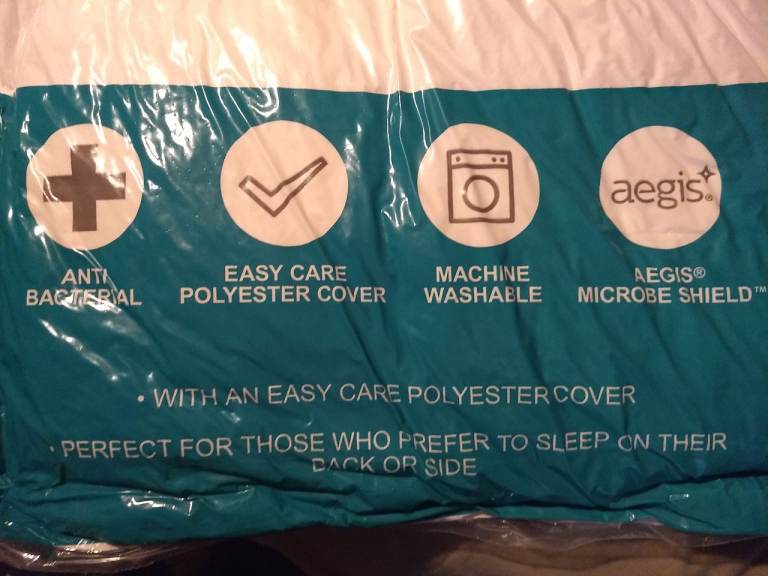 aegis®
ANTI
BACTERIAL
EASY CARE
POLYESTER COVER
MACHINE
WASHABLE
AEGIS®
MICROBE SHIELD™
• WITH AN EASY CARE POLYESTER COVER
• PERFECT FOR THOSE WHO PREFER TO SLEEP ON THEIR
BACK OR SIDE